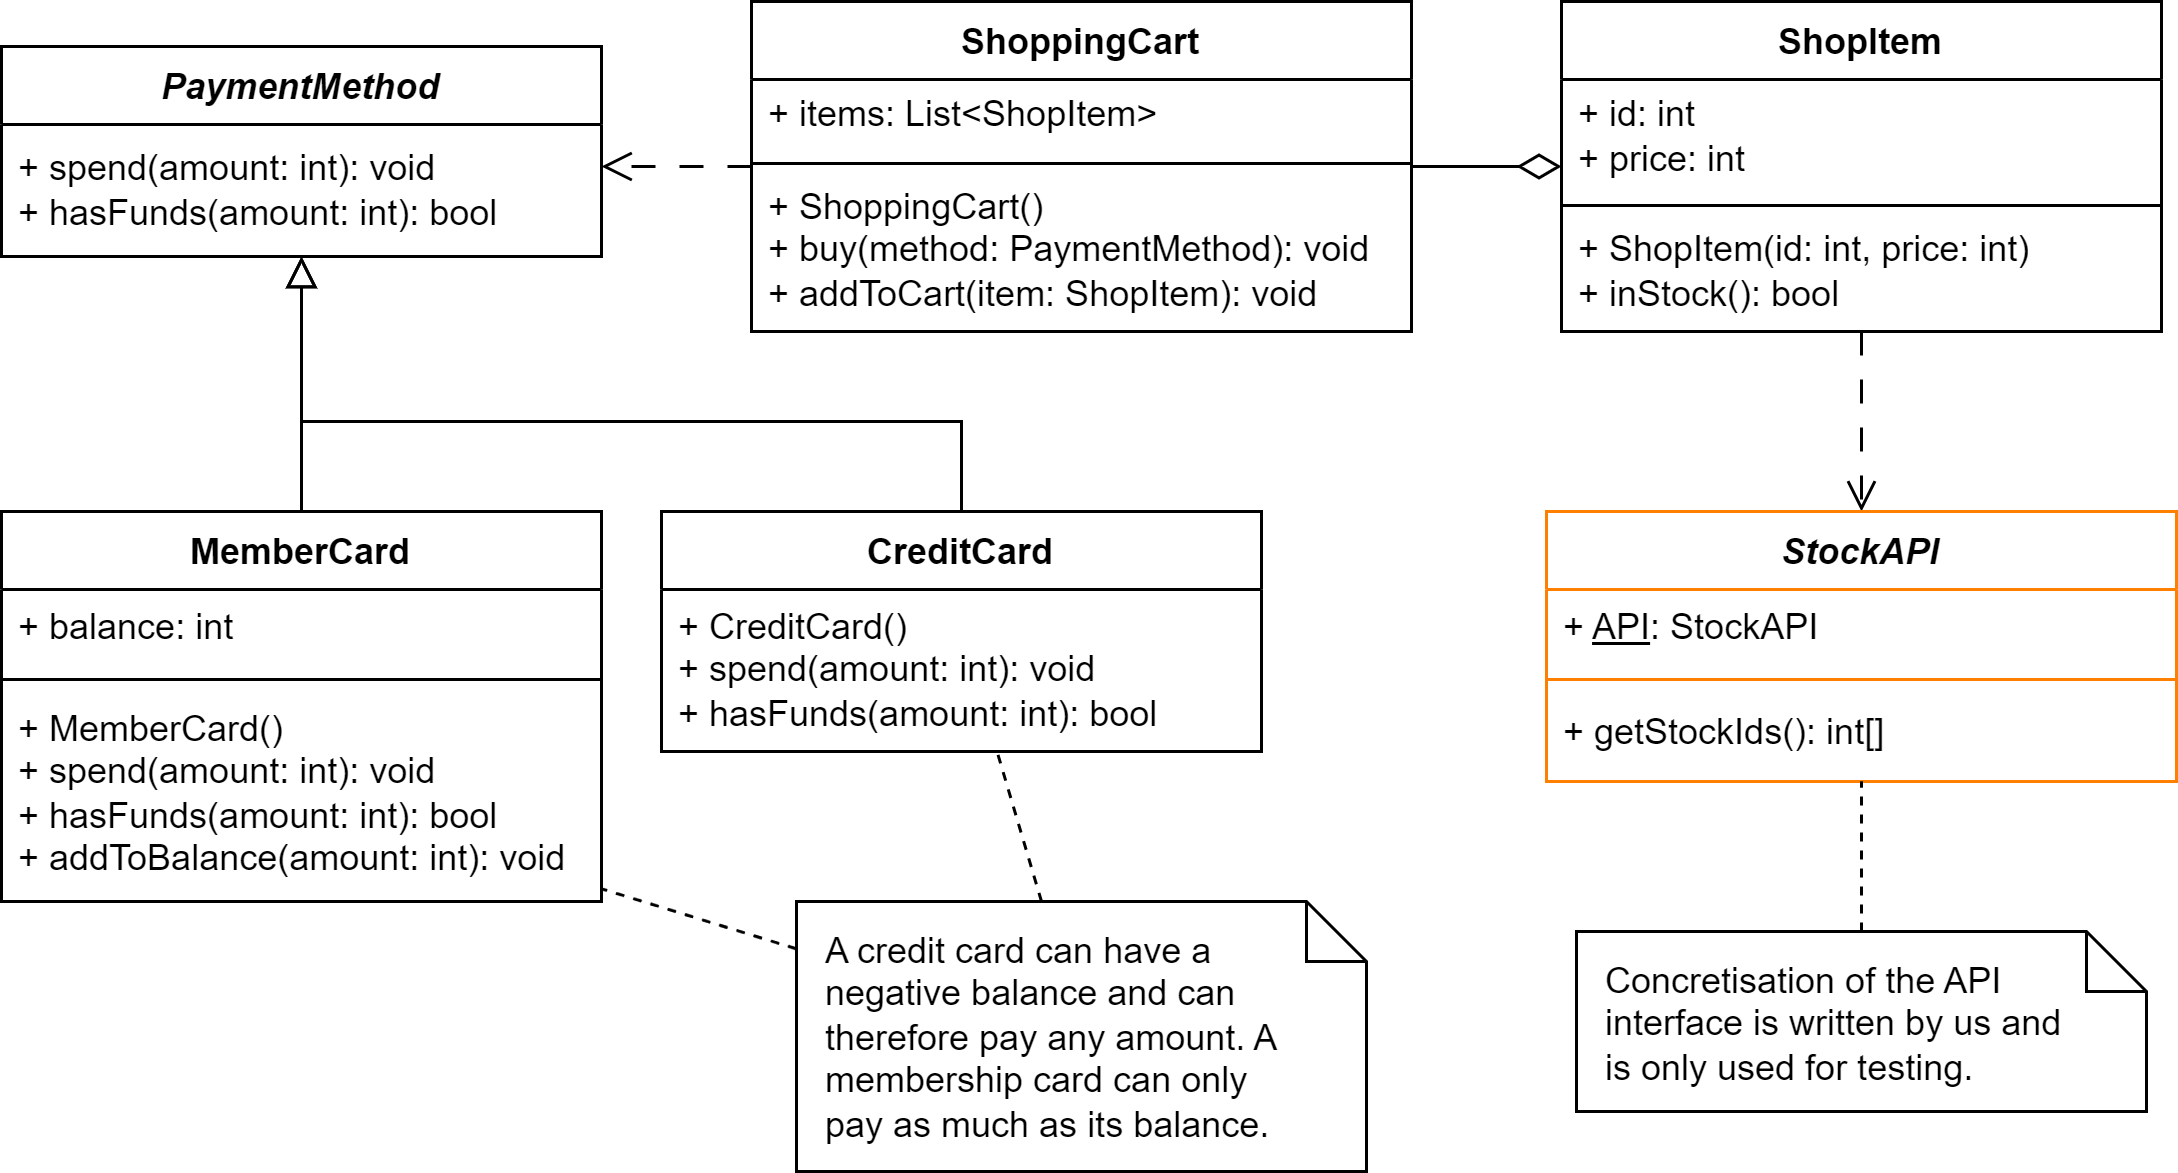 PaymentMethod
+ spend(amount: int): void
+ hasFunds(amount: int): bool
ShoppingCart
+ items: List<ShopItem>
+ ShoppingCart()
+ buy(method: PaymentMethod): void
+ addToCart(item: ShopItem): void
ShopItem
+ id: int
+ price: int
+ ShopItem(id: int, price: int)
+ inStock(): bool
MemberCard
+ balance: int
+ MemberCard()
+ spend(amount: int): void
+ hasFunds(amount: int): bool
+ addToBalance(amount: int): void
CreditCard
+ CreditCard()
+ spend(amount: int): void
+ hasFunds(amount: int): bool
StockAPI
+ API: StockAPI
+ getStockIds(): int[]
A credit card can have a
negative balance and can
therefore pay any amount. A
membership card can only
pay as much as its balance.
Concretisation of the API
interface is written by us and
is only used for testing.